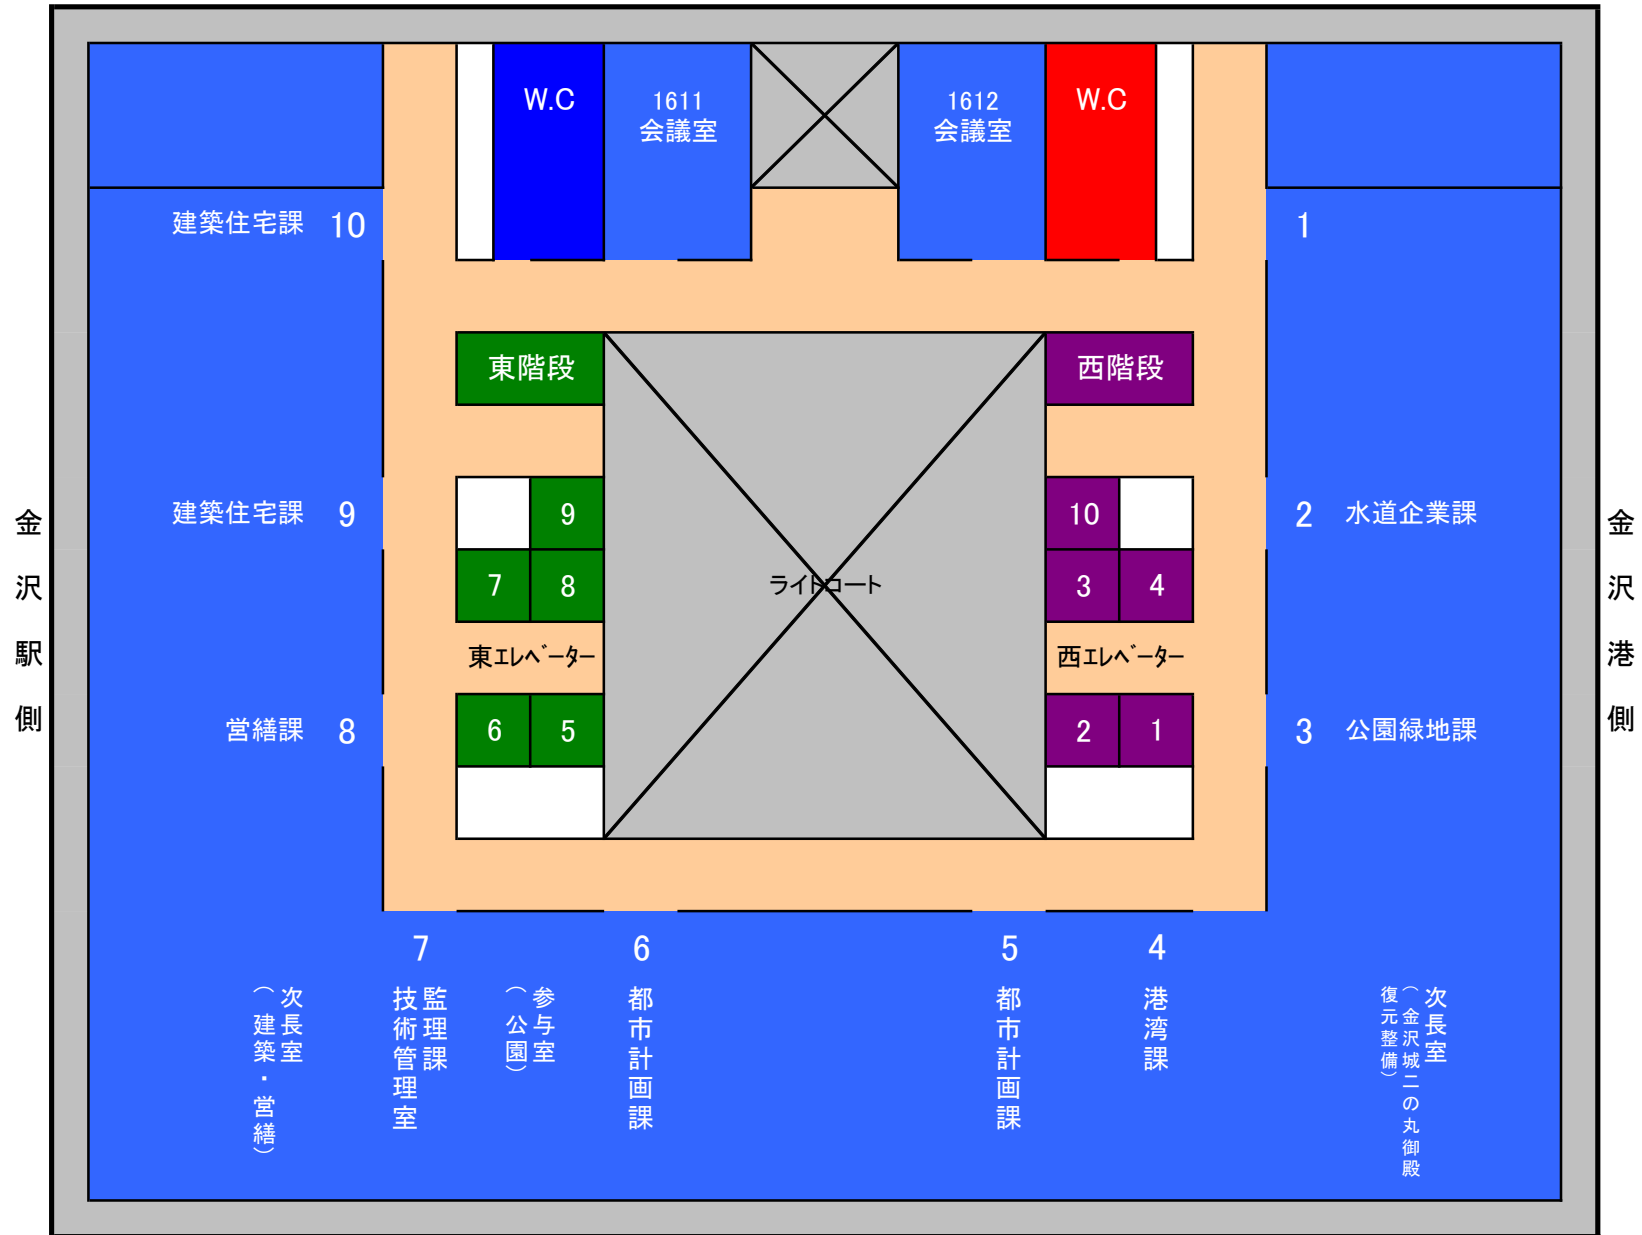 W.C
1611
会議室
1612
会議室
W.C
建築住宅課 10
1
東階段
西階段
建築住宅課 9
9
10
2 水道企業課
7 8
ライトコート
3 4
東エレベーター
西エレベーター
営繕課 8
6 5
2 1
3 公園緑地課
金沢駅側
金沢港側
7
6
5
4
次長室
（建築・営繕）
監理課
技術管理室
参与室
（公園）
都市計画課
都市計画課
港湾課
次長室
（金沢城二の丸御殿
復元整備）